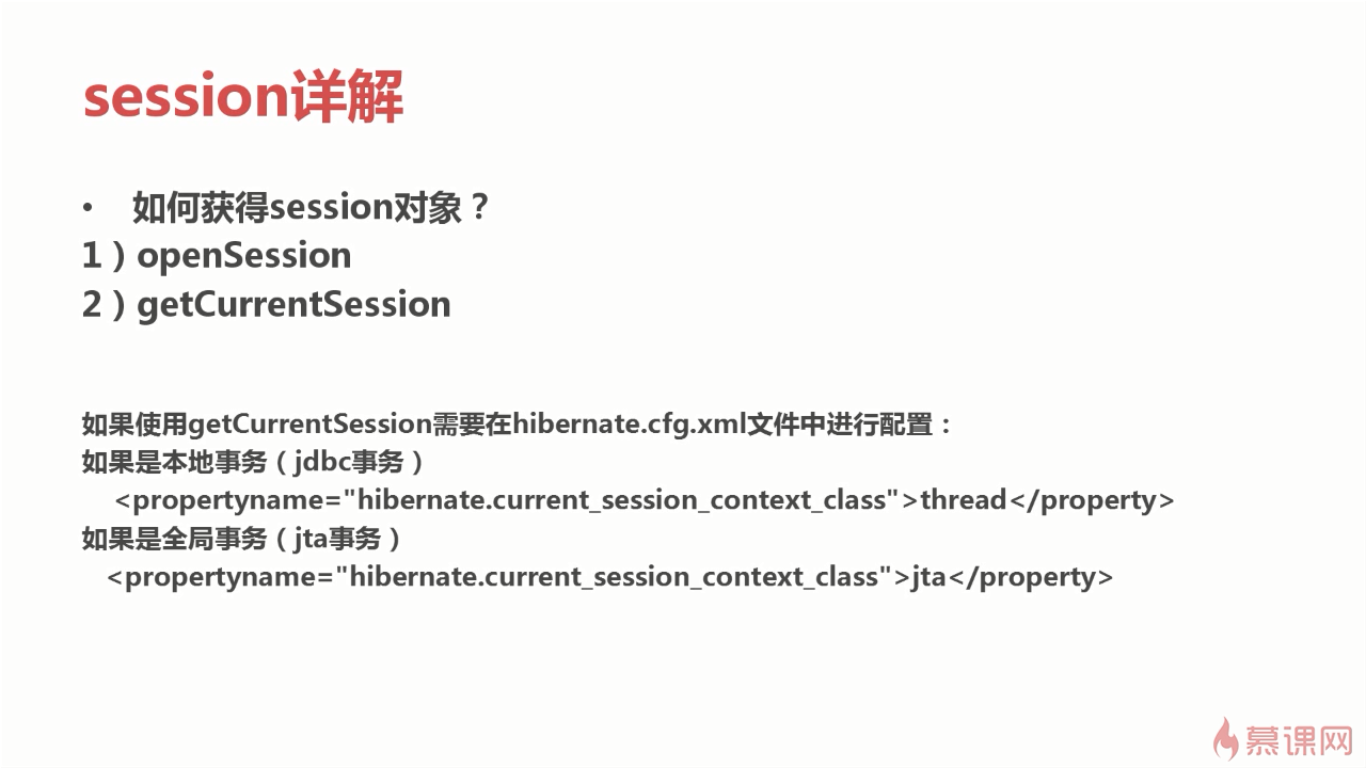 session详解
• 如何获得session对象？
1）openSession
2）getCurrentSession
如果使用getCurrentSession需要在hibernate.cfg.xml文件中进行配置：
如果是本地事务（jdbc事务）
<propertyname="hibernate.current_session_context_class">thread</property>
如果是全局事务（jta事务）
<propertyname="hibernate.current_session_context_class">jta</property>
慕课网